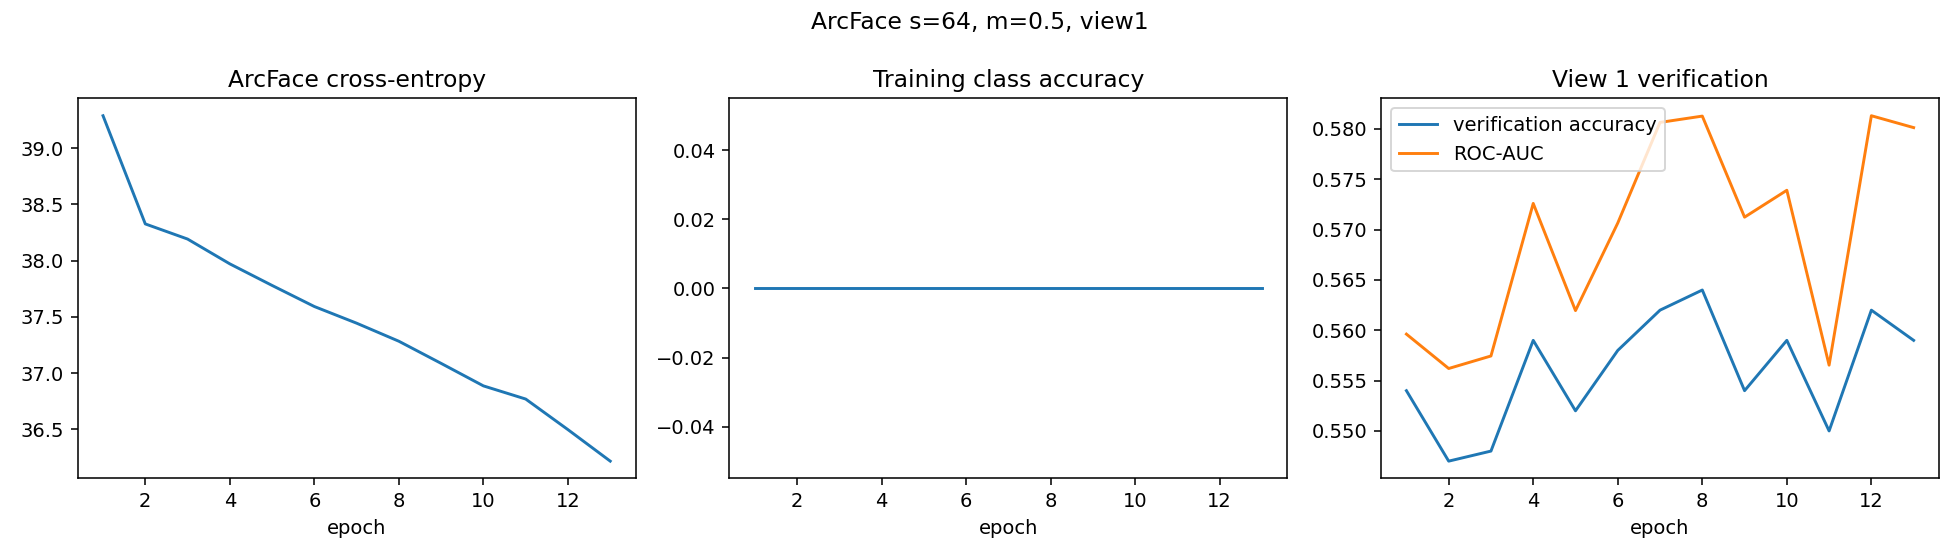 ArcFace s=64, m=0.5, view1
ArcFace cross-entropy
39.0
38.5
38.0
37.5
37.0
36.5
2 4 6 8 10 12
epoch
Training class accuracy
0.04
0.02
0.00
−0.02
−0.04
2 4 6 8 10 12
epoch
View 1 verification
verification accuracy
ROC-AUC
0.580
0.575
0.570
0.565
0.560
0.555
0.550
2 4 6 8 10 12
epoch